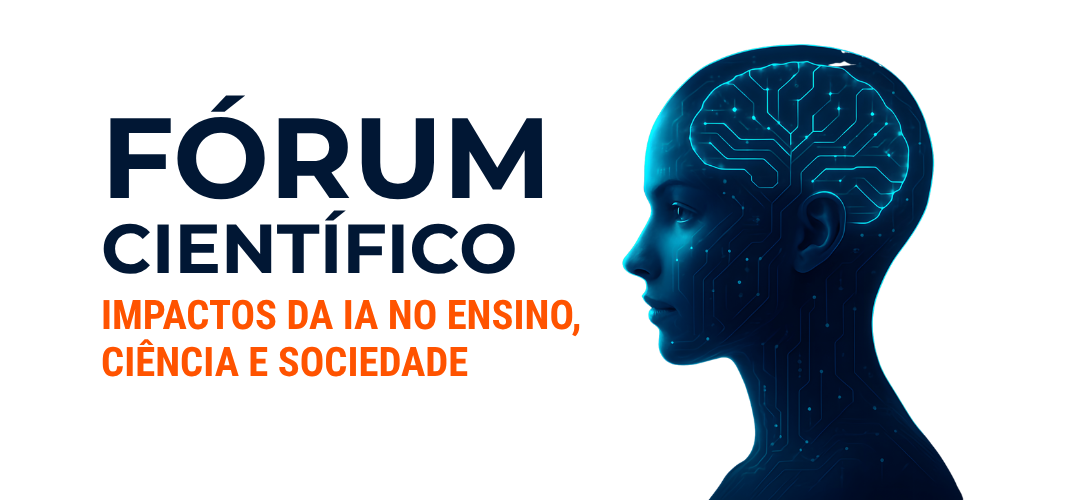 FÓRUM
CIENTÍFICO
IMPACTOS DA IA NO ENSINO,
CIÊNCIA E SOCIEDADE